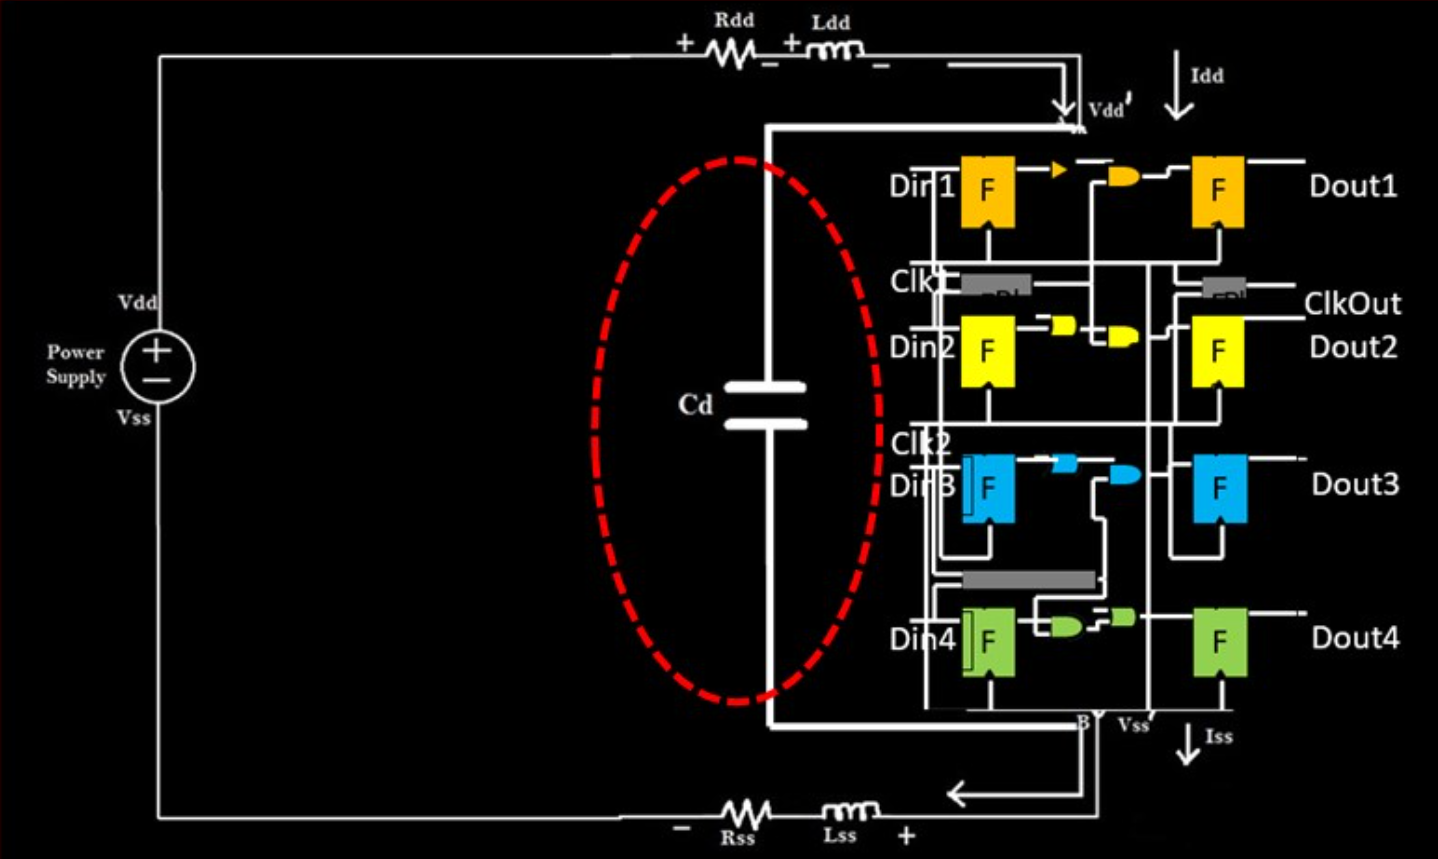 Rdd
Ldd
+
+
−
−
Vdd'
Idd
A
Din1
F
F
Dout1
Clk1
ClkOut
Din2
F
F
Dout2
Vdd
Power
Supply
+
−
Vss
Cd
Clk2
Din3
F
F
Dout3
Din4
F
F
Dout4
B
Vss'
Iss
−
Rss
Lss
+